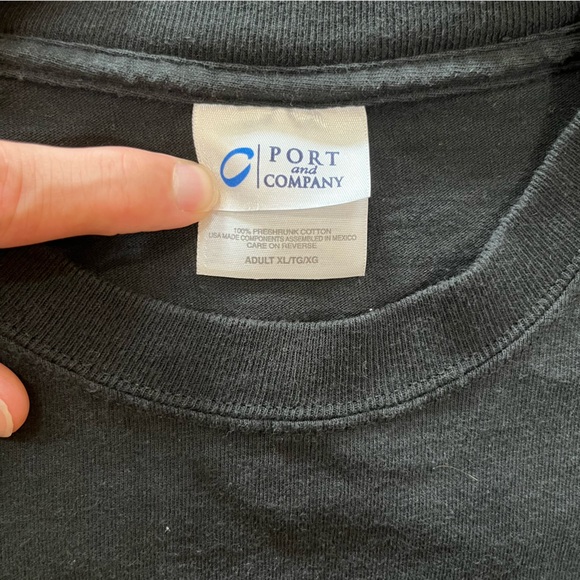 PORT
and
COMPANY
100% PRESHRUNK COTTON
USA MADE COMPONENTS ASSEMBLED IN MEXICO
CARE ON REVERSE
ADULT XL/TG/XG